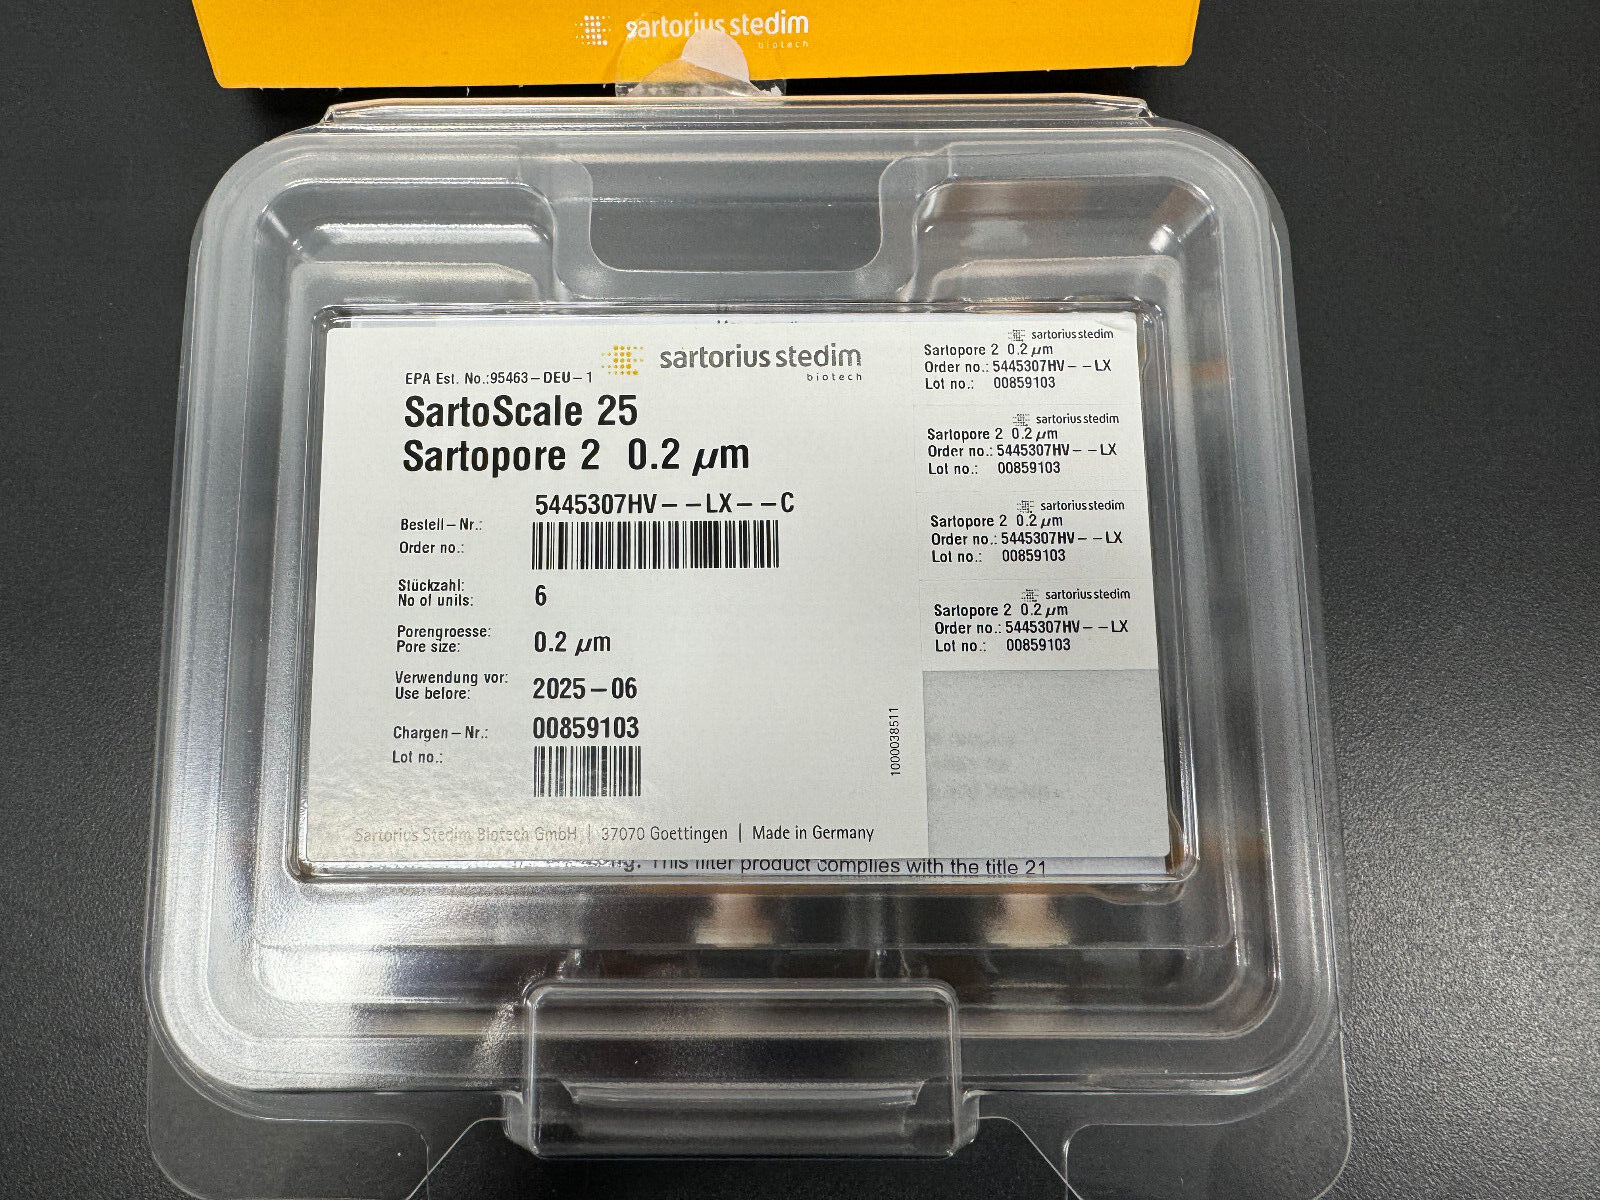 sartorius stedim
biotech
sartorius stedim
biotech
EPA Est. No.:95463-DEU-1
SartoScale 25
Sartopore 2 0.2 µm
5445307HV--LX--C
Bestell-Nr.:
Order no.:
Stückzahl:
No of units:
6
Porengroesse:
Pore size:
0.2 µm
Verwendung vor:
Use before:
2025-06
Chargen-Nr.:
00859103
Lot no.:
1000038511
Sartorius Stedim Biotech GmbH | 37070 Goettingen | Made in Germany
sartorius stedim
Sartopore 2 0.2 µm
Order no.: 5445307HV--LX
Lot no.: 00859103
sartorius stedim
Sartopore 2 0.2 µm
Order no.: 5445307HV--LX
Lot no.: 00859103
sartorius stedim
Sartopore 2 0.2 µm
Order no.: 5445307HV--LX
Lot no.: 00859103
sartorius stedim
Sartopore 2 0.2 µm
Order no.: 5445307HV--LX
Lot no.: 00859103
This filter product complies with the title 21